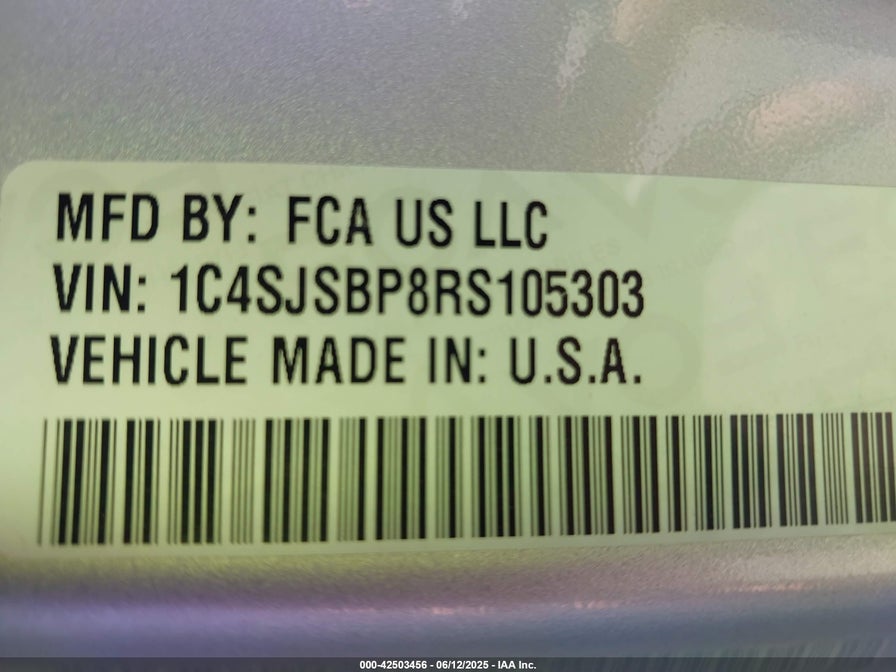 MFD BY: FCA US LLC
VIN: 1C4SJSBP8RS105303
VEHICLE MADE IN: U.S.A.
000-42503456 - 06/12/2025 - IAA Inc.